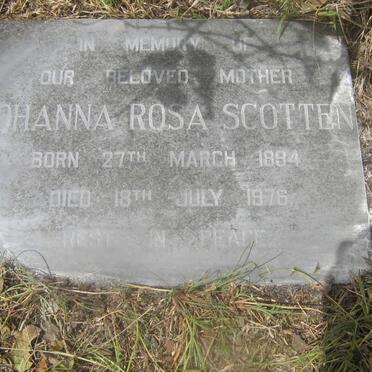 IN MEMORY OF
OUR BELOVED MOTHER
OHANNA ROSA SCOTTEN
BORN 27TH MARCH 1894
DIED 18TH JULY 1976
REST IN PEACE